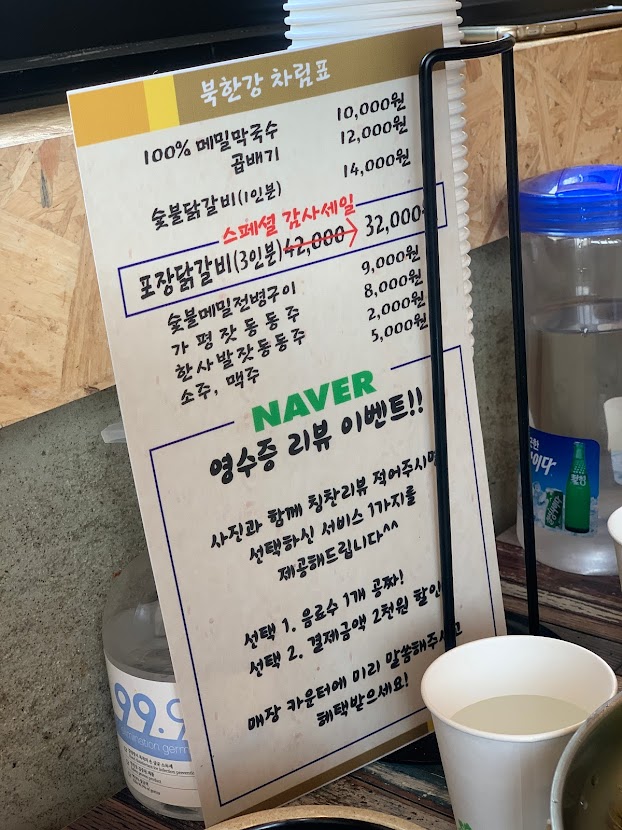 북한강 차림표
100% 메밀막국수 10,000원
곱배기 12,000원
숯불닭갈비(1인분) 14,000원
스페셜 감사세일
포장닭갈비(3인분) 42,000 32,000
숯불메밀전병구이 9,000원
가평잣동동주 8,000원
한사발잣동동주 2,000원
소주, 맥주 5,000원
NAVER
영수증 리뷰 이벤트!!
사진과 함께 칭찬리뷰 적어주시면
선택하신 서비스 1가지를
제공해드립니다^^
선택 1. 음료수 1개 공짜!
선택 2. 결제금액 2천원 할인
매장 카운터에 미리 말씀해주시고
혜택받으세요!
99.9